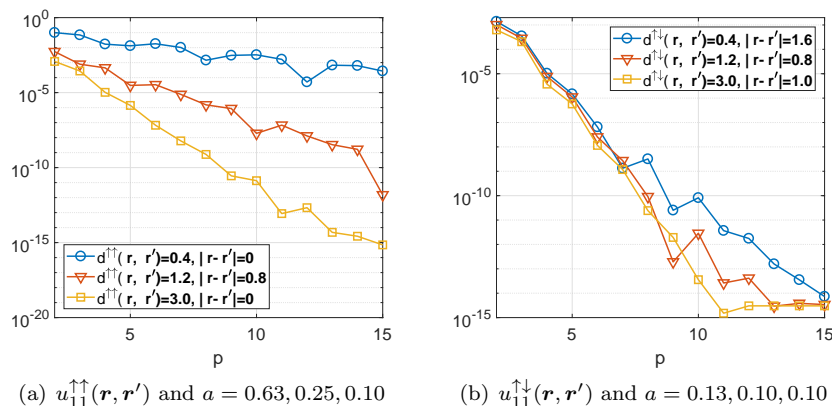 10^0
10^-5
10^-10
10^-15
10^-20
d^↑↑( r, r′)=0.4, | r- r′|=0
d^↑↑( r, r′)=1.2, | r- r′|=0.8
d^↑↑( r, r′)=3.0, | r- r′|=0
5 10 15
p
(a) u_11^↑↑(r, r′) and a = 0.63, 0.25, 0.10
10^-5
10^-10
10^-15
d^↑↓( r, r′)=0.4, | r- r′|=1.6
d^↑↓( r, r′)=1.2, | r- r′|=0.8
d^↑↓( r, r′)=3.0, | r- r′|=1.0
5 10 15
p
(b) u_11^↑↓(r, r′) and a = 0.13, 0.10, 0.10